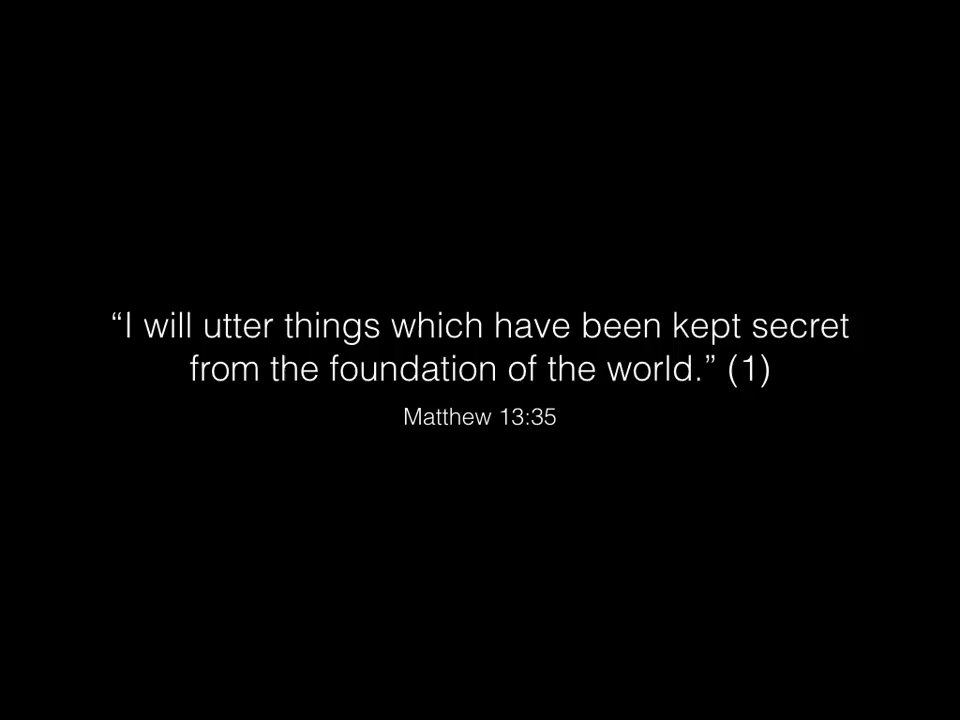 “I will utter things which have been kept secret
from the foundation of the world.” (1)
Matthew 13:35